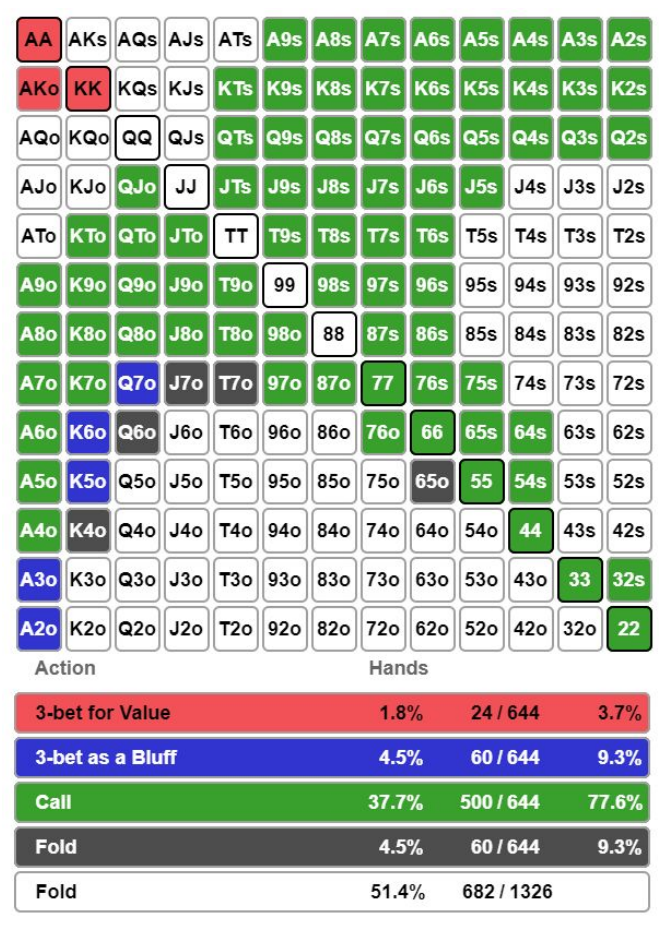 AA AKs AQs AJs ATs A9s A8s A7s A6s A5s A4s A3s A2s
AKo KK KQs KJs KTs K9s K8s K7s K6s K5s K4s K3s K2s
AQo KQo QQ QJs QTs Q9s Q8s Q7s Q6s Q5s Q4s Q3s Q2s
AJo KJo QJo JJ JTs J9s J8s J7s J6s J5s J4s J3s J2s
ATo KTo QTo JTo TT T9s T8s T7s T6s T5s T4s T3s T2s
A9o K9o Q9o J9o T9o 99 98s 97s 96s 95s 94s 93s 92s
A8o K8o Q8o J8o T8o 98o 88 87s 86s 85s 84s 83s 82s
A7o K7o Q7o J7o T7o 97o 87o 77 76s 75s 74s 73s 72s
A6o K6o Q6o J6o T6o 96o 86o 76o 66 65s 64s 63s 62s
A5o K5o Q5o J5o T5o 95o 85o 75o 65o 55 54s 53s 52s
A4o K4o Q4o J4o T4o 94o 84o 74o 64o 54o 44 43s 42s
A3o K3o Q3o J3o T3o 93o 83o 73o 63o 53o 43o 33 32s
A2o K2o Q2o J2o T2o 92o 82o 72o 62o 52o 42o 32o 22
Action Hands
3-bet for Value 1.8% 24 / 644 3.7%
3-bet as a Bluff 4.5% 60 / 644 9.3%
Call 37.7% 500 / 644 77.6%
Fold 4.5% 60 / 644 9.3%
Fold 51.4% 682 / 1326